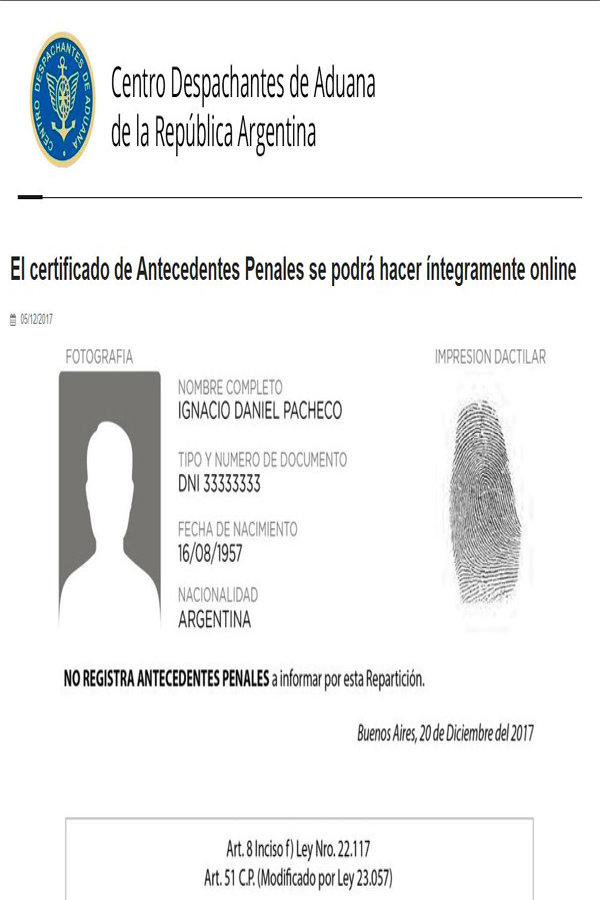 CENTRO DESPACHANTES DE ADUANA
Centro Despachantes de Aduana
de la República Argentina
El certificado de Antecedentes Penales se podrá hacer íntegramente online
05/12/2017
FOTOGRAFIA
IMPRESION DACTILAR
NOMBRE COMPLETO
IGNACIO DANIEL PACHECO
TIPO Y NUMERO DE DOCUMENTO
DNI 33333333
FECHA DE NACIMIENTO
16/08/1957
NACIONALIDAD
ARGENTINA
NO REGISTRA ANTECEDENTES PENALES a informar por esta Repartición.
Buenos Aires, 20 de Diciembre del 2017
Art. 8 Inciso f) Ley Nro. 22.117
Art. 51 C.P. (Modificado por Ley 23.057)